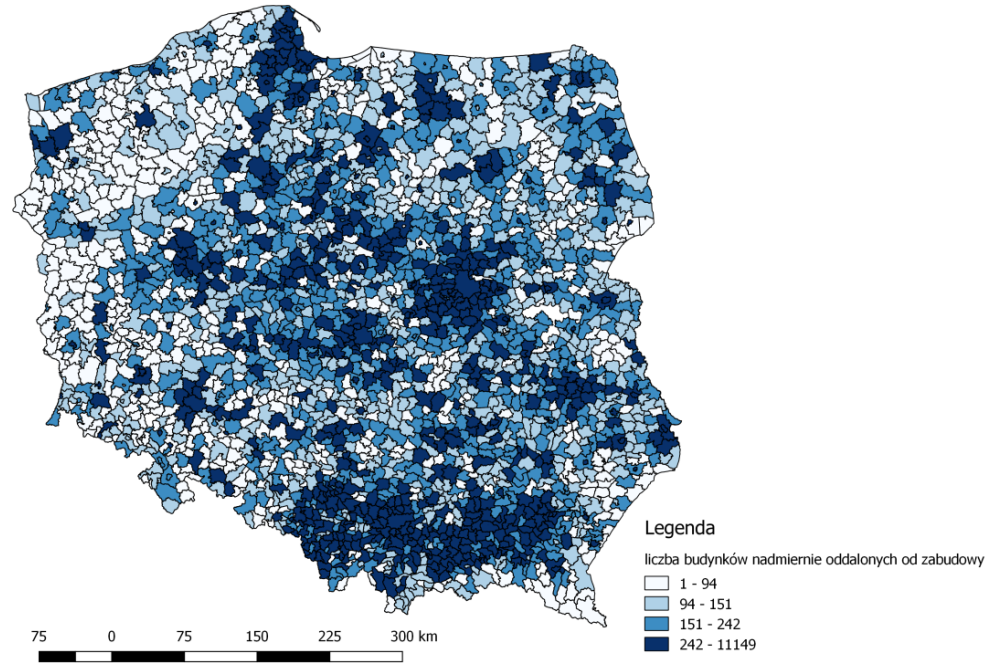 Legenda
liczba budynków nadmiernie oddalonych od zabudowy
1 - 94
94 - 151
151 - 242
242 - 11149
75 0 75 150 225 300 km